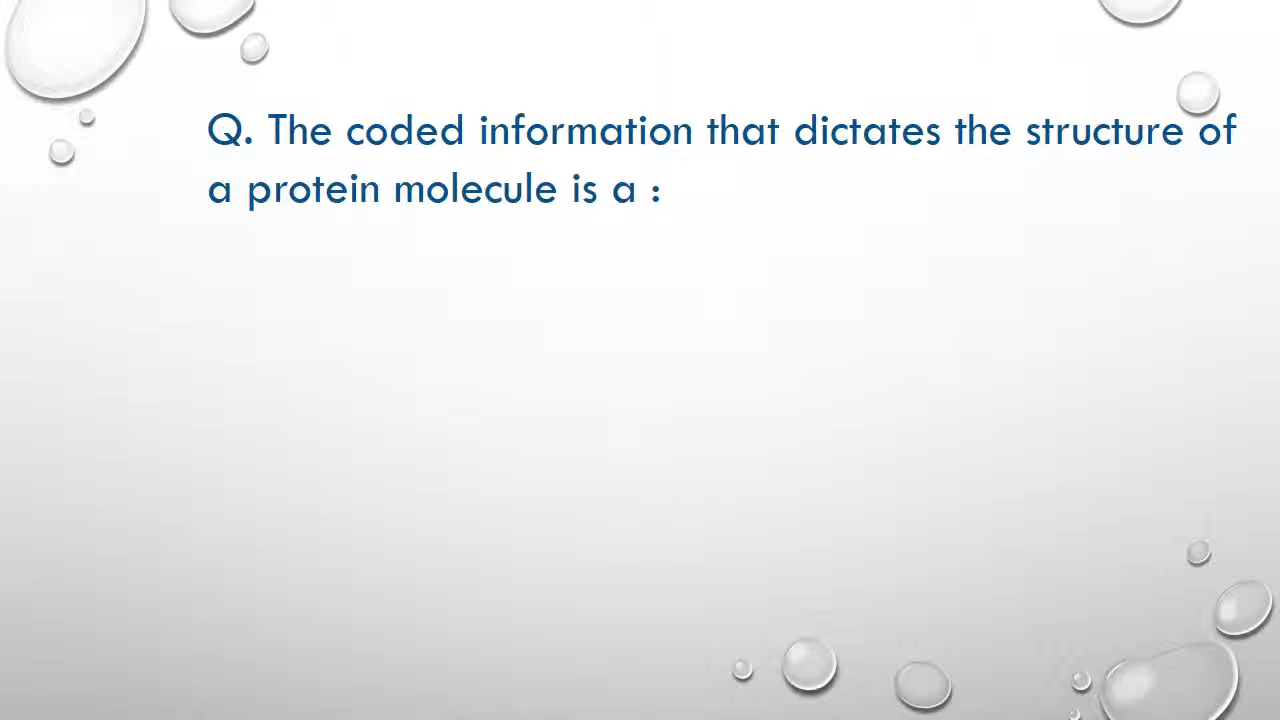 Q. The coded information that dictates the structure of
a protein molecule is a :